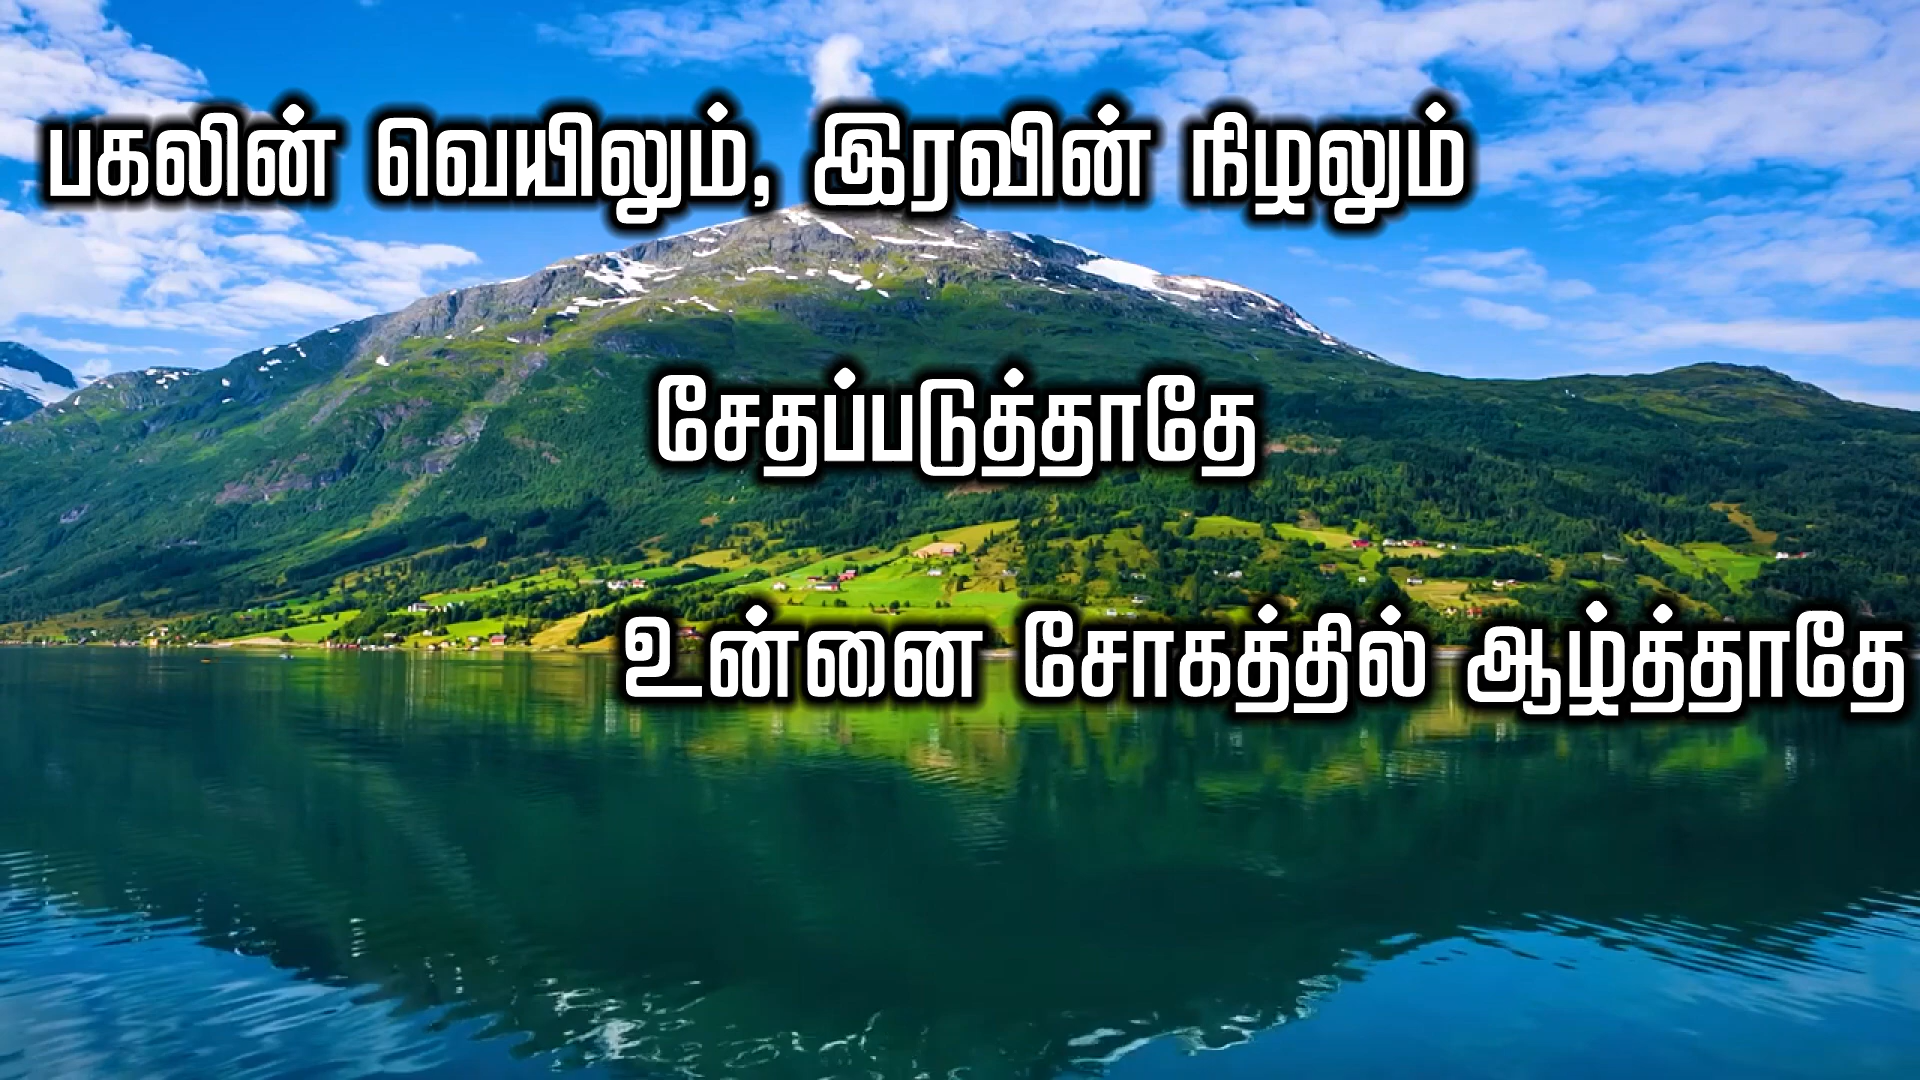 பகலின் வெயிலும், இரவின் நிழலும்
சேதப்படுத்தாதே
உன்னை சோகத்தில் ஆழ்த்தாதே